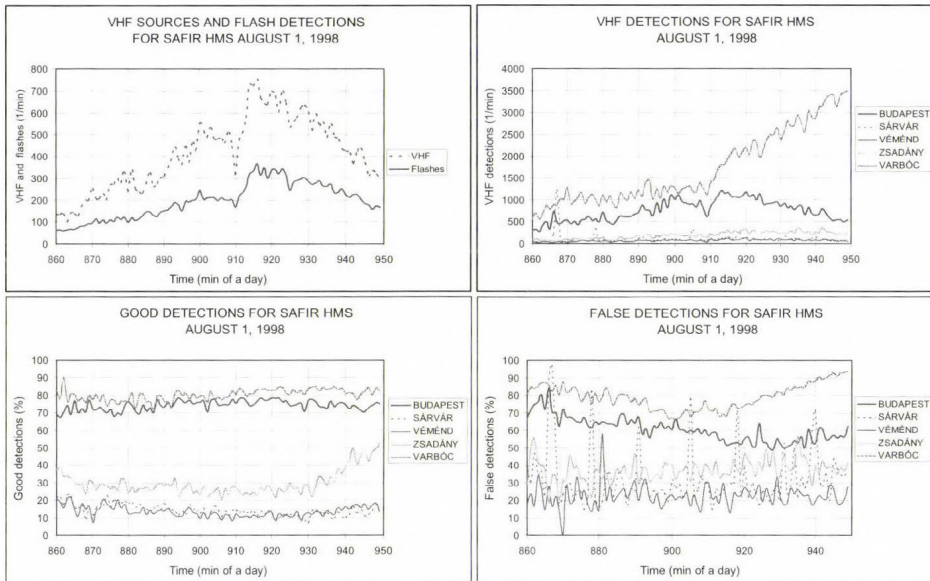 VHF SOURCES AND FLASH DETECTIONS
FOR SAFIR HMS AUGUST 1, 1998
VHF and flashes (1/min)
800
700
600
500
400
300
200
100
0
VHF
Flashes
860 870 880 890 900 910 920 930 940 950
Time (min of a day)
VHF DETECTIONS FOR SAFIR HMS
AUGUST 1, 1998
VHF detections (1/min)
4000
3500
3000
2500
2000
1500
1000
500
0
BUDAPEST
SÁRVÁR
VÉMÉND
ZSADÁNY
VARBÓC
860 870 880 890 900 910 920 930 940 950
Time (min of a day)
GOOD DETECTIONS FOR SAFIR HMS
AUGUST 1, 1998
Good detections (%)
100
90
80
70
60
50
40
30
20
10
0
BUDAPEST
SÁRVÁR
VÉMÉND
ZSADÁNY
VARBÓC
860 870 880 890 900 910 920 930 940 950
Time (min of a day)
FALSE DETECTIONS FOR SAFIR HMS
AUGUST 1, 1998
False detections (%)
100
90
80
70
60
50
40
30
20
10
0
BUDAPEST
SÁRVÁR
VÉMÉND
ZSADÁNY
VARBÓC
860 880 900 920 940
Time (min of a day)